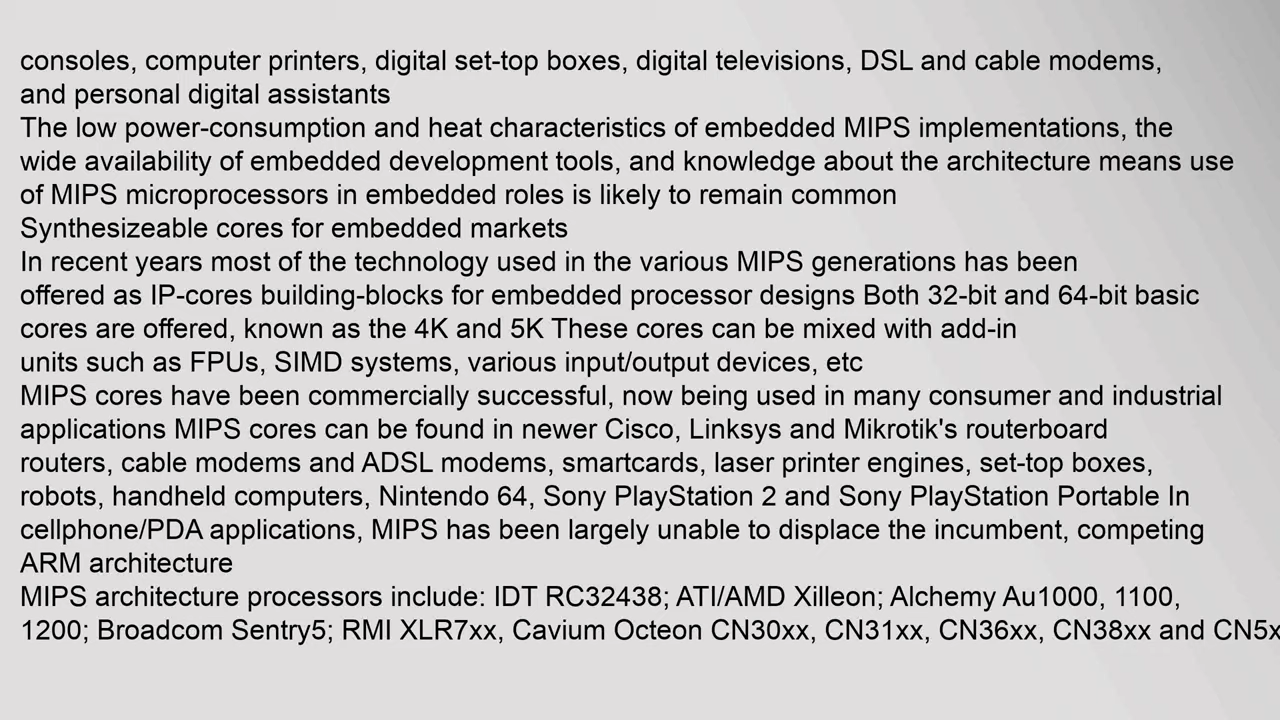 consoles, computer printers, digital set-top boxes, digital televisions, DSL and cable modems,
and personal digital assistants
The low power-consumption and heat characteristics of embedded MIPS implementations, the
wide availability of embedded development tools, and knowledge about the architecture means use
of MIPS microprocessors in embedded roles is likely to remain common
Synthesizeable cores for embedded markets
In recent years most of the technology used in the various MIPS generations has been
offered as IP-cores building-blocks for embedded processor designs Both 32-bit and 64-bit basic
cores are offered, known as the 4K and 5K These cores can be mixed with add-in
units such as FPUs, SIMD systems, various input/output devices, etc
MIPS cores have been commercially successful, now being used in many consumer and industrial
applications MIPS cores can be found in newer Cisco, Linksys and Mikrotik's routerboard
routers, cable modems and ADSL modems, smartcards, laser printer engines, set-top boxes,
robots, handheld computers, Nintendo 64, Sony PlayStation 2 and Sony PlayStation Portable In
cellphone/PDA applications, MIPS has been largely unable to displace the incumbent, competing
ARM architecture
MIPS architecture processors include: IDT RC32438; ATI/AMD Xilleon; Alchemy Au1000, 1100,
1200; Broadcom Sentry5; RMI XLR7xx, Cavium Octeon CN30xx, CN31xx, CN36xx, CN38xx and